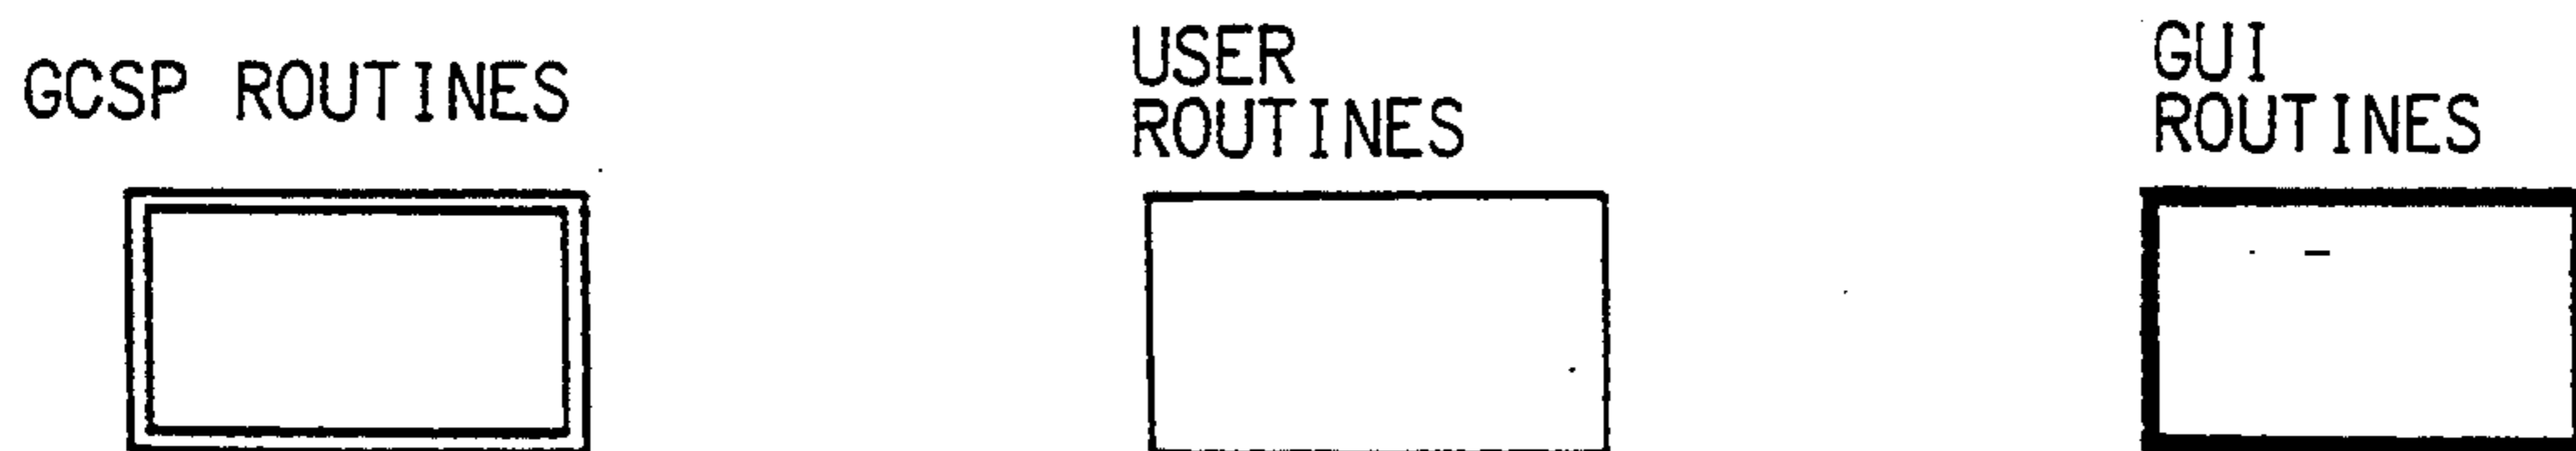 GCSP ROUTINES
USER
ROUTINES
GUI
ROUTINES